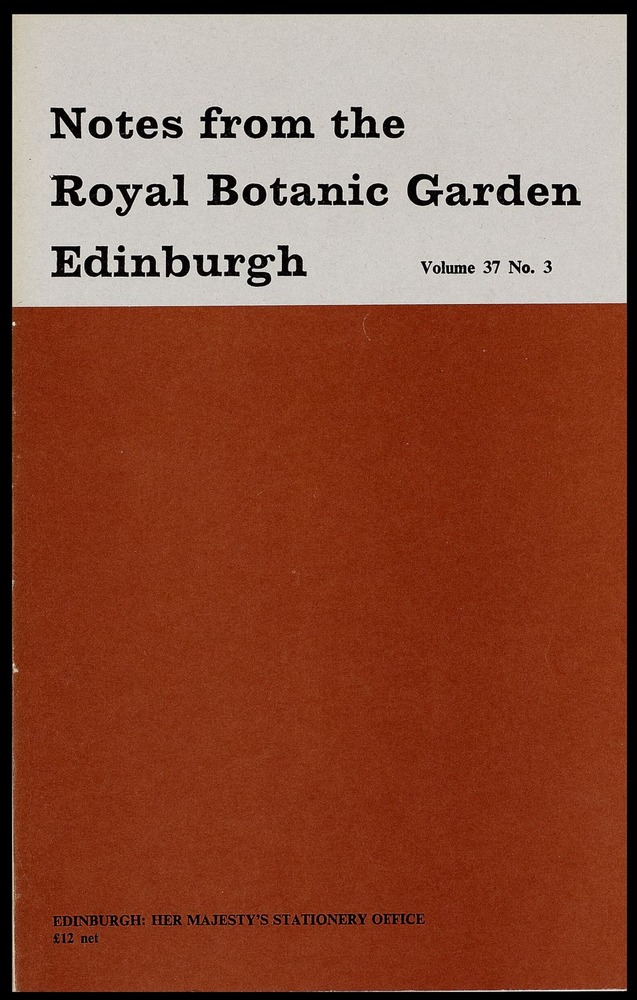 Notes from the
Royal Botanic Garden
Edinburgh
Volume 37 No. 3
EDINBURGH: HER MAJESTY'S STATIONERY OFFICE
£12 net